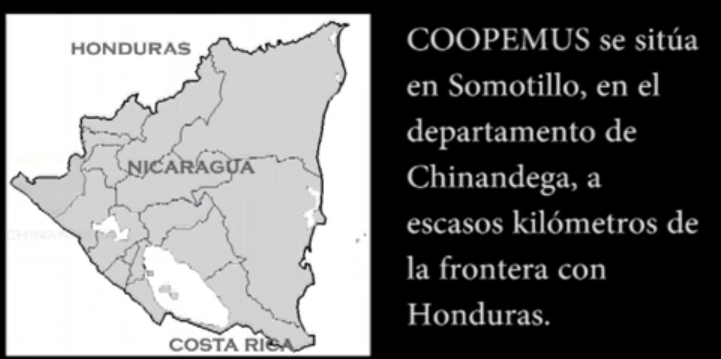 HONDURAS
NICARAGUA
COSTA RICA
COOPEMUS se sitúa
en Somotillo, en el
departamento de
Chinandega, a
escasos kilómetros de
la frontera con
Honduras.